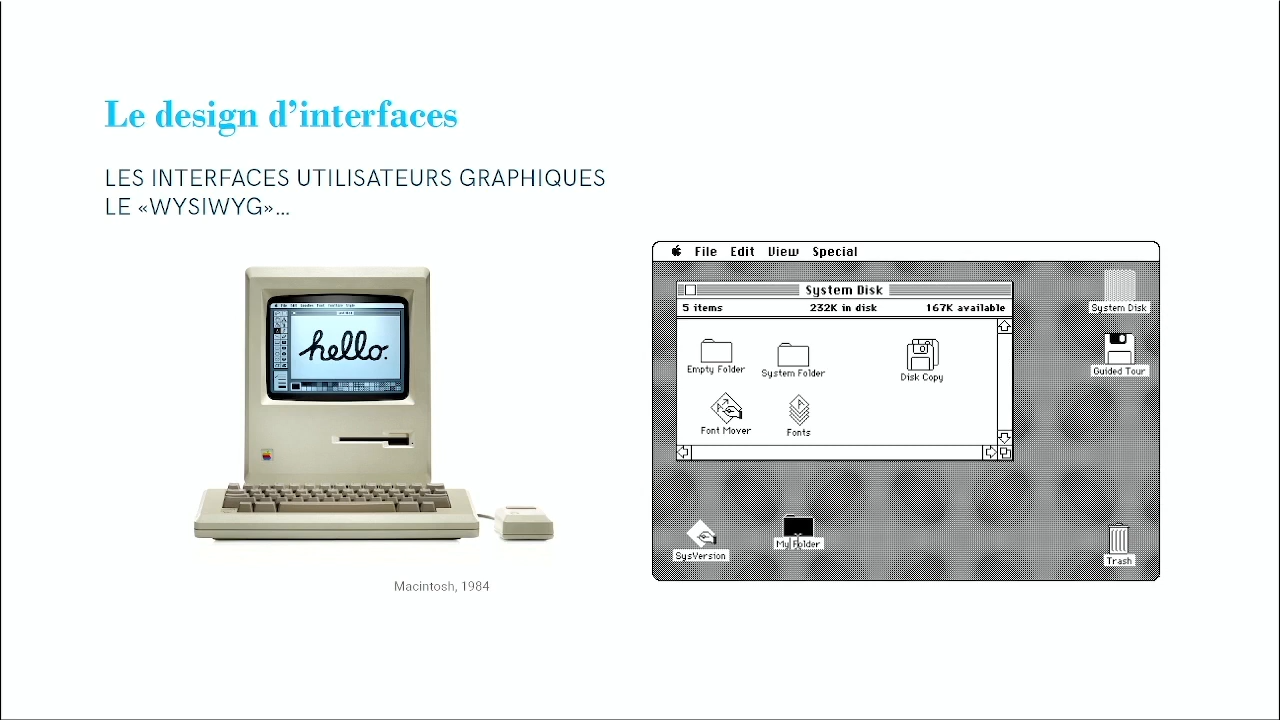 Le design d’interfaces
LES INTERFACES UTILISATEURS GRAPHIQUES
LE «WYSIWYG»...
hello.
Macintosh, 1984
File Edit View Special
System Disk
5 items 232K in disk 167K available
Empty Folder System Folder Disk Copy
Font Mover Fonts
System Disk
Guided Tour
SysVersion My Folder Trash